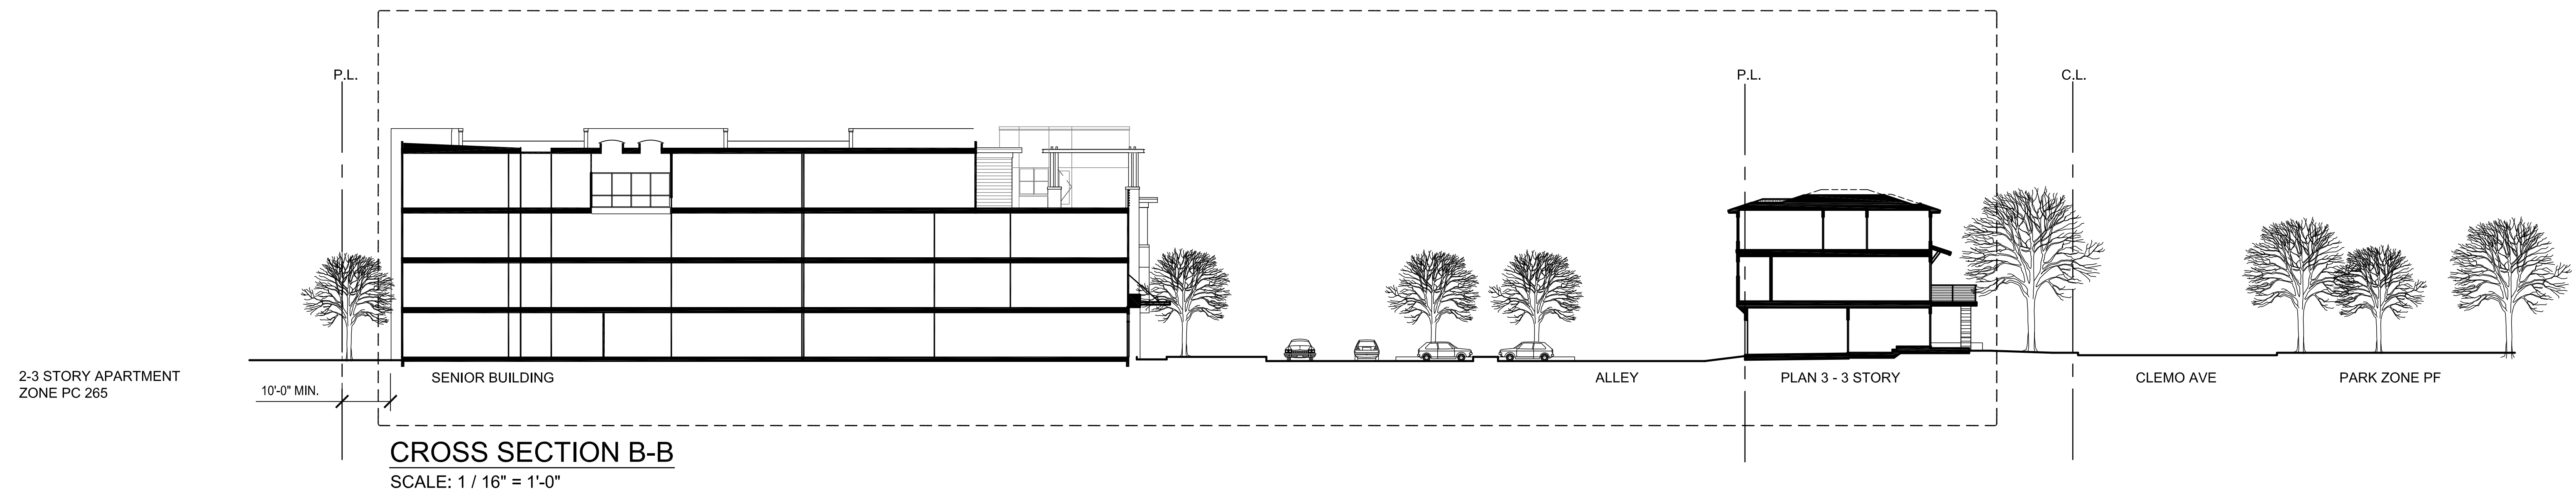 P.L.
P.L.
C.L.
2-3 STORY APARTMENT
ZONE PC 265
10'-0" MIN.
SENIOR BUILDING
ALLEY
PLAN 3 - 3 STORY
CLEMO AVE
PARK ZONE PF
CROSS SECTION B-B
SCALE: 1 / 16" = 1'-0"